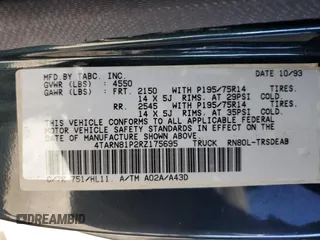 MFD BY TABC, INC. DATE 10/93
GVWR (LBS) : 4550
GAWR (LBS) : FRT. 2150 WITH P195/75R14 TIRES.
14 X 5J RIMS. AT 29PSI COLD.
RR. 2545 WITH P195/75R14 TIRES.
14 X 5J RIMS. AT 35PSI COLD.
THIS VEHICLE CONFORMS TO ALL APPLICABLE FEDERAL
MOTOR VEHICLE SAFETY STANDARDS IN EFFECT ON THE
DATE OF MANUFACTURE SHOWN ABOVE.
4TARN81P2RZ175695 TRUCK RN80L-TRSDEAB
C/TR 751/HL11. A/TM A02A/A43D
CREDIBLE AUTOBID